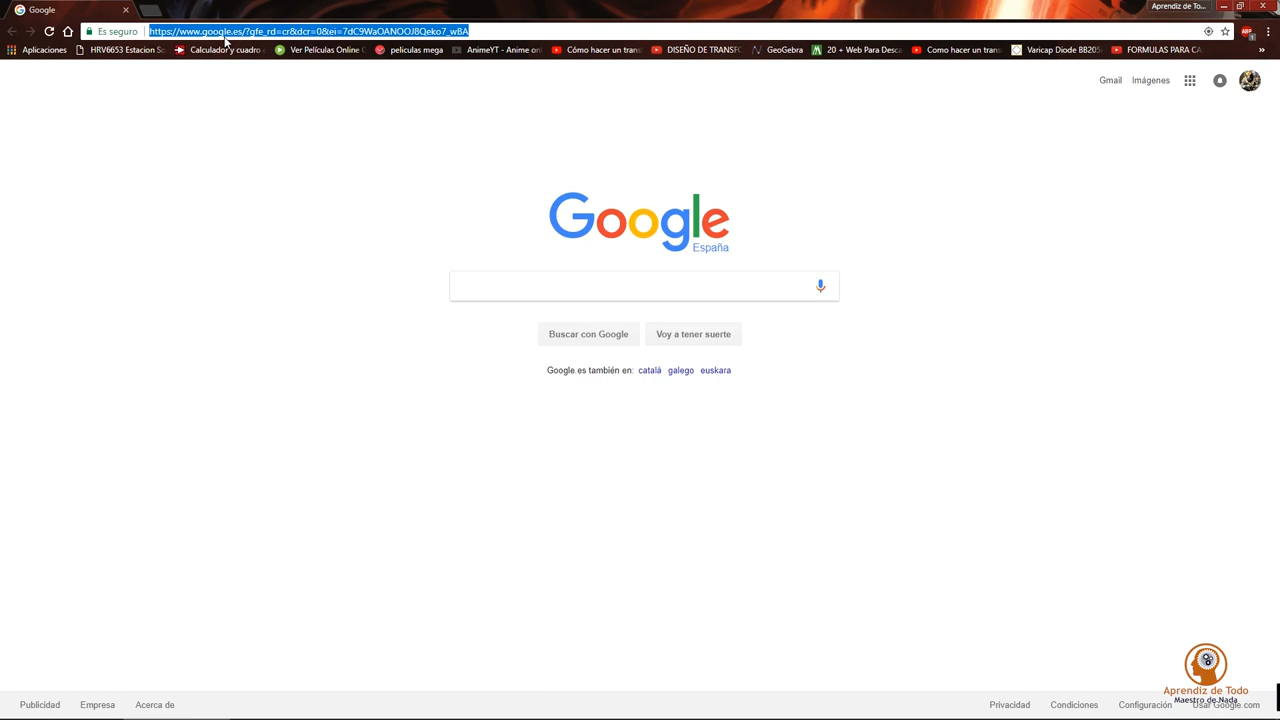 Google
Aprendiz de To...
Es seguro
https://www.google.es/?gfe_rd=cr&dcr=0&ei=7dC9WaOANOOJ8Qeko7_wBA
Aplicaciones HRV6653 Estacion So Calculador y cuadro Ver Películas Online peliculas mega AnimeYT - Anime onl Cómo hacer un trans DISEÑO DE TRANSFO GeoGebra 20 + Web Para Desca Como hacer un trans Varicap Diode BB205 FORMULAS PARA CA »
Gmail Imágenes
Google
España
Buscar con Google Voy a tener suerte
Google.es también en: català galego euskara
Aprendiz de Todo
Maestro de Nada
Publicidad Empresa Acerca de Privacidad Condiciones Configuración Usar Google.com